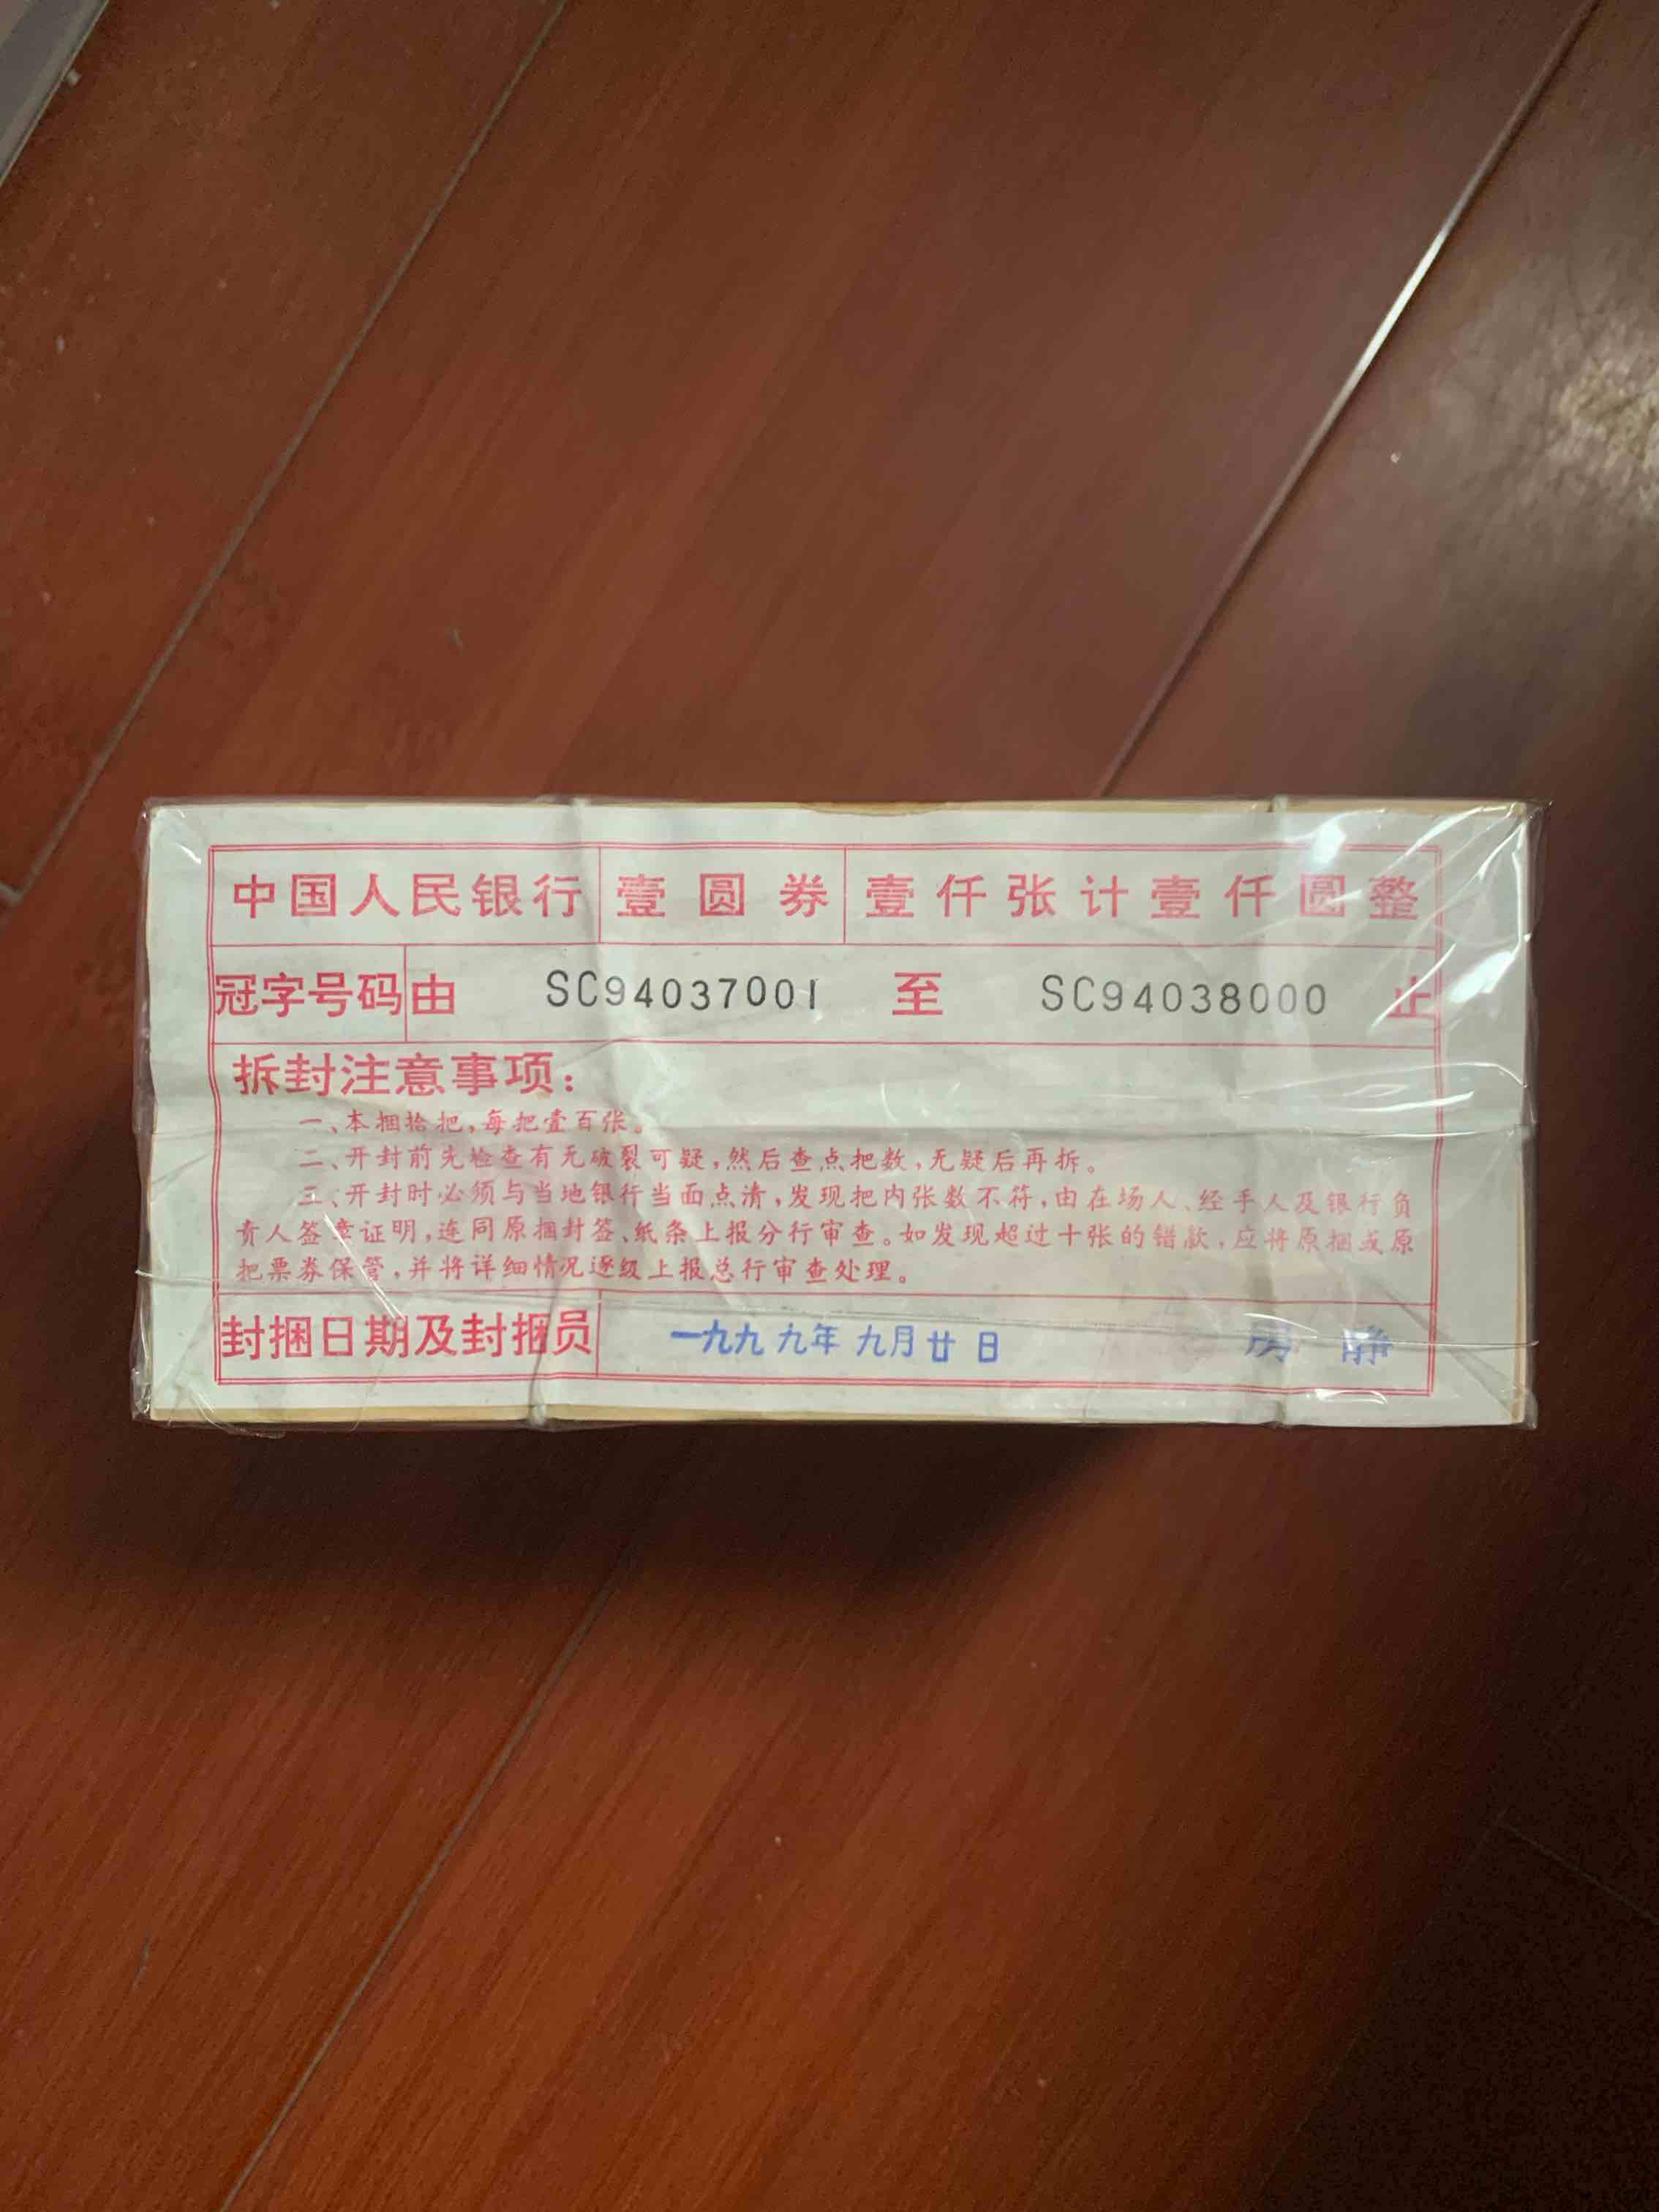 中国人民银行 壹圆券 壹仟张计壹仟圆整
冠字号码 由 SC94037001 至 SC94038000 止
拆封注意事项：
一、本捆拾把，每把壹百张。
二、开封前先检查有无破裂可疑，然后查点把数，无疑后再拆。
三、开封时必须与当地银行当面点清，发现把内张数不符，由在场人、经手人及银行负
责人签章证明，连同原捆封签、纸条上报分行审查。如发现超过十张的错款，应将原捆或原
把票券保管，并将详细情况逐级上报总行审查处理。
封捆日期及封捆员 一九九九年九月廿日 房静